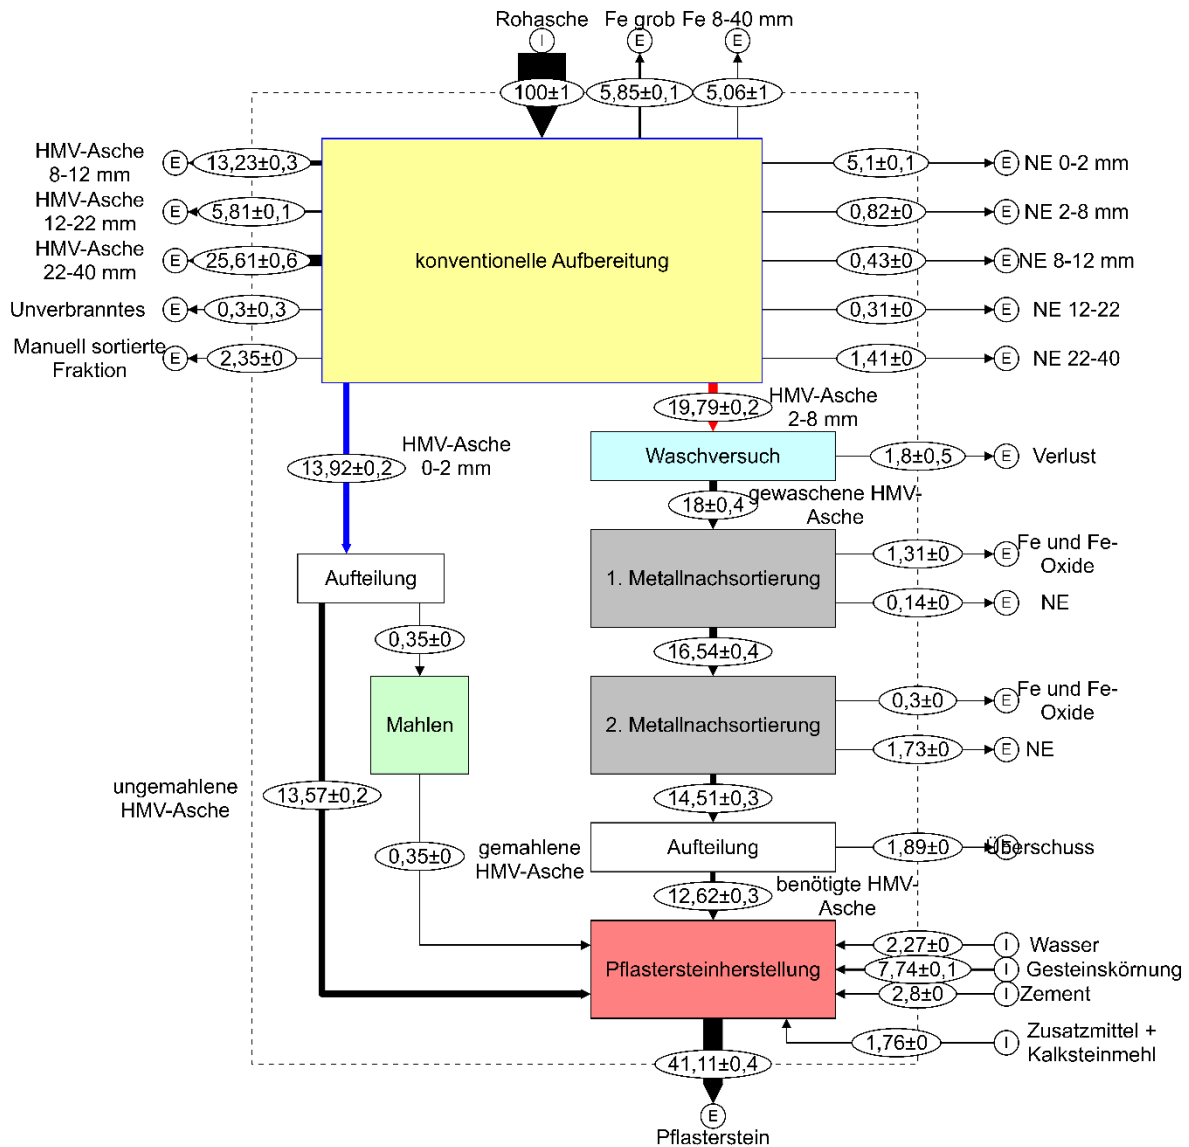 Rohasche Fe grob Fe 8-40 mm
I E E
100±1 5,85±0,1 5,06±1
HMV-Asche
8-12 mm
E 13,23±0,3
5,1±0,1 E NE 0-2 mm
HMV-Asche
12-22 mm
E 5,81±0,1
0,82±0 E NE 2-8 mm
HMV-Asche
22-40 mm
E 25,61±0,6
konventionelle Aufbereitung
0,43±0 E NE 8-12 mm
Unverbranntes E 0,3±0,3
0,31±0 E NE 12-22
Manuell sortierte
Fraktion
E 2,35±0
1,41±0 E NE 22-40
19,79±0,2
HMV-Asche
2-8 mm
13,92±0,2
HMV-Asche
0-2 mm
Waschversuch
1,8±0,5 E Verlust
18±0,4
gewaschene HMV-
Asche
Aufteilung
1. Metallnachsortierung
1,31±0 E
Fe und Fe-
Oxide
0,14±0 E NE
0,35±0
16,54±0,4
Mahlen
2. Metallnachsortierung
0,3±0 E
Fe und Fe-
Oxide
1,73±0 E NE
ungemahlene
HMV-Asche
13,57±0,2
14,51±0,3
0,35±0
gemahlene
HMV-Asche
Aufteilung
1,89±0 E Überschuss
12,62±0,3
benötigte HMV-
Asche
Pflastersteinherstellung
2,27±0 I Wasser
7,74±0,1 I Gesteinskörnung
2,8±0 I Zement
1,76±0 I
Zusatzmittel +
Kalksteinmehl
41,11±0,4
E
Pflasterstein